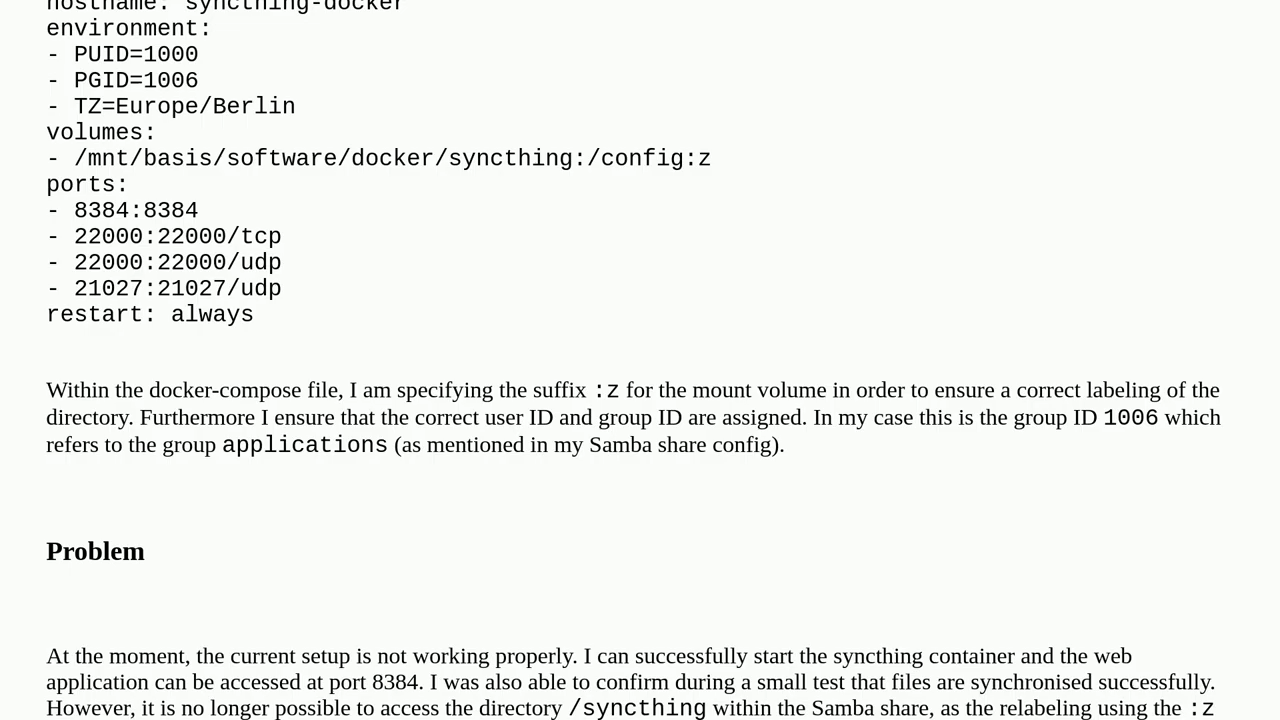 hostname: syncthing-docker
environment:
- PUID=1000
- PGID=1006
- TZ=Europe/Berlin
volumes:
- /mnt/basis/software/docker/syncthing:/config:z
ports:
- 8384:8384
- 22000:22000/tcp
- 22000:22000/udp
- 21027:21027/udp
restart: always
Within the docker-compose file, I am specifying the suffix :z for the mount volume in order to ensure a correct labeling of the
directory. Furthermore I ensure that the correct user ID and group ID are assigned. In my case this is the group ID 1006 which
refers to the group applications (as mentioned in my Samba share config).
Problem
At the moment, the current setup is not working properly. I can successfully start the syncthing container and the web
application can be accessed at port 8384. I was also able to confirm during a small test that files are synchronised successfully.
However, it is no longer possible to access the directory /syncthing within the Samba share, as the relabeling using the :z